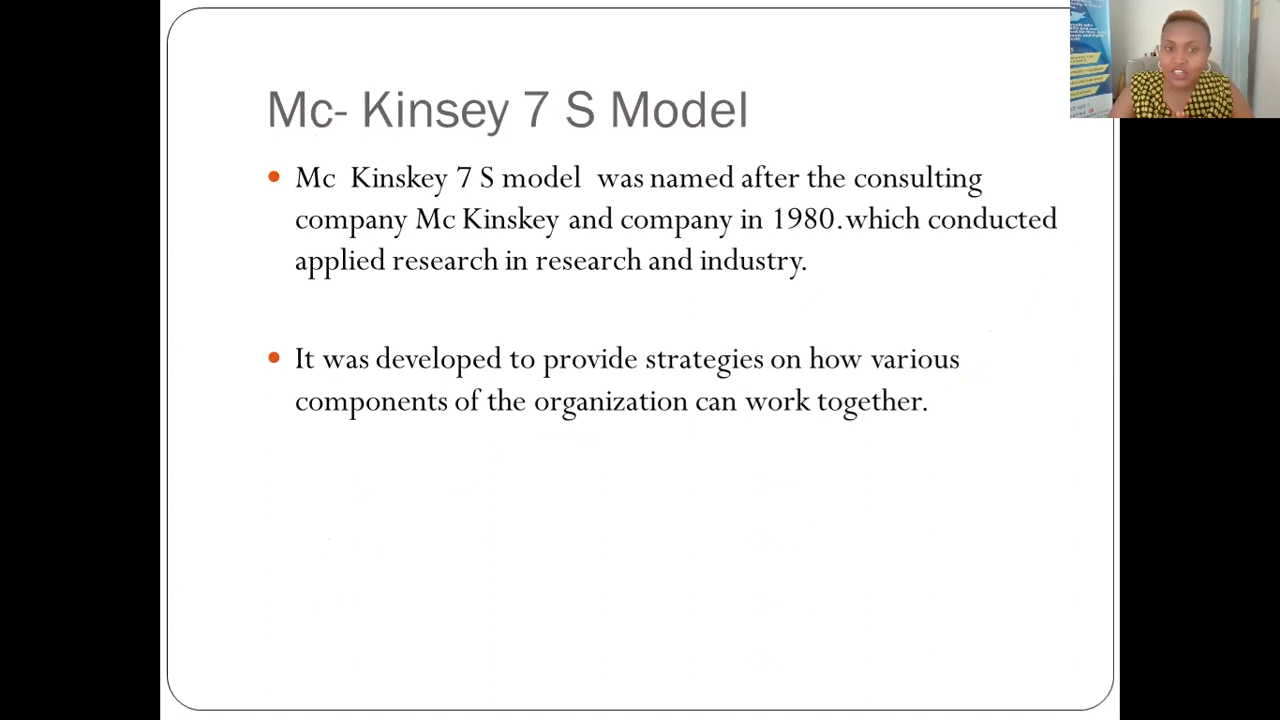 Mc- Kinsey 7 S Model
Mc Kinskey 7 S model was named after the consulting
company Mc Kinskey and company in 1980.which conducted
applied research in research and industry.
It was developed to provide strategies on how various
components of the organization can work together.